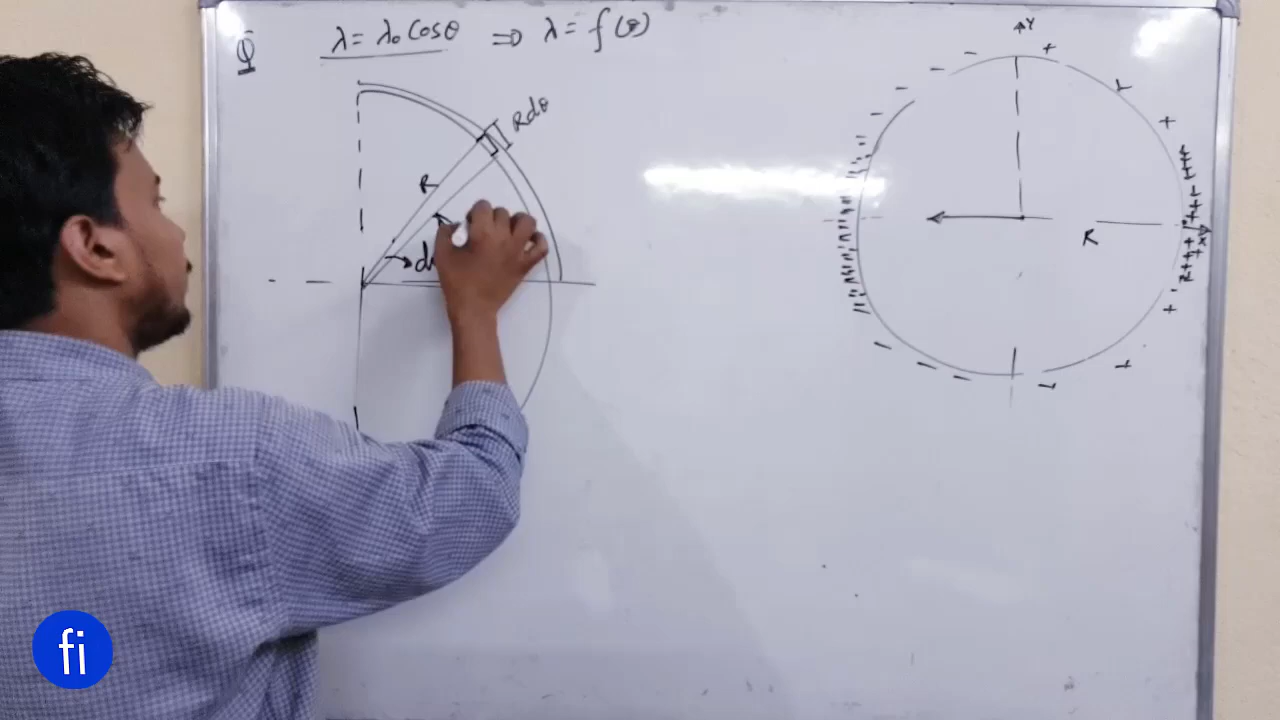 Q λ = λ₀ Cosθ ⇒ λ = f(θ)
Y
Rdθ
R
R
x
fi